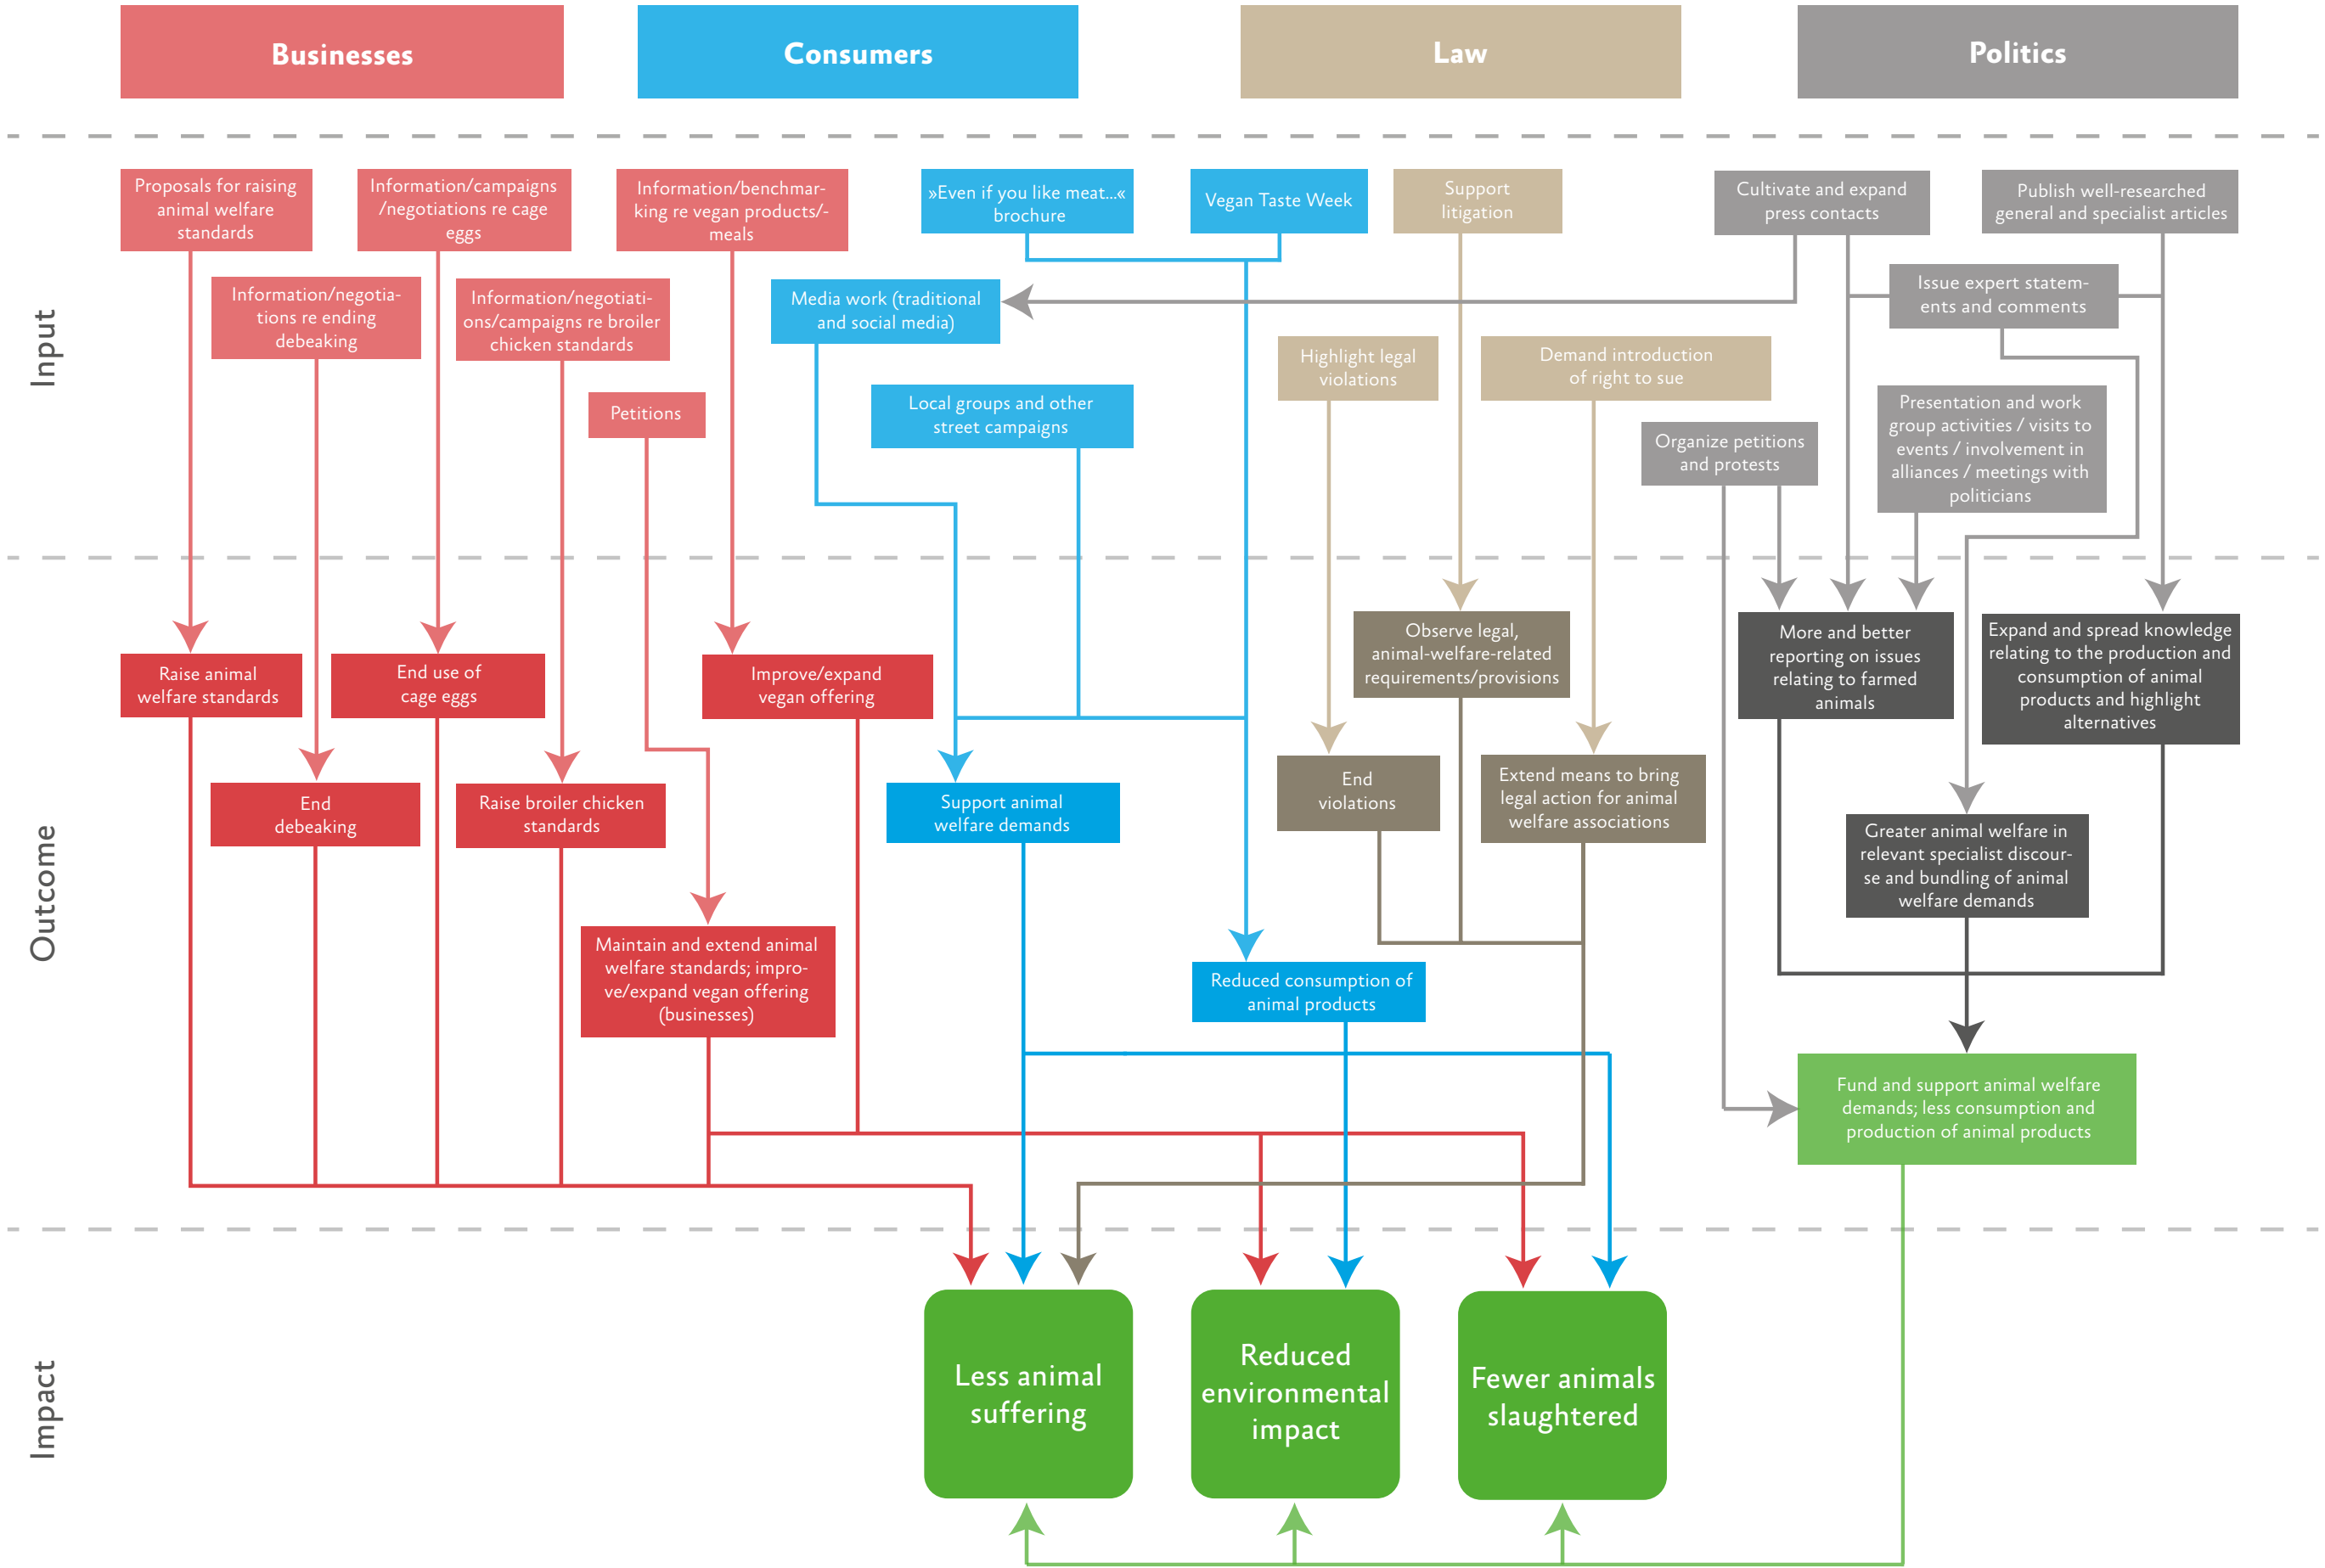 Businesses
Consumers
Law
Politics
Input
Proposals for raising
animal welfare
standards
Information/campaigns
/negotiations re cage
eggs
Information/benchmar-
king re vegan products/-
meals
»Even if you like meat...«
brochure
Vegan Taste Week
Support
litigation
Cultivate and expand
press contacts
Publish well-researched
general and specialist articles
Information/negotia-
tions re ending
debeaking
Information/negotiati-
ons/campaigns re broiler
chicken standards
Media work (traditional
and social media)
Issue expert statem-
ents and comments
Highlight legal
violations
Demand introduction
of right to sue
Petitions
Local groups and other
street campaigns
Organize petitions
and protests
Presentation and work
group activities / visits to
events / involvement in
alliances / meetings with
politicians
Outcome
Raise animal
welfare standards
End use of
cage eggs
Improve/expand
vegan offering
Observe legal,
animal-welfare-related
requirements/provisions
More and better
reporting on issues
relating to farmed
animals
Expand and spread knowledge
relating to the production and
consumption of animal
products and highlight
alternatives
End
debeaking
Raise broiler chicken
standards
Support animal
welfare demands
End
violations
Extend means to bring
legal action for animal
welfare associations
Greater animal welfare in
relevant specialist discour-
se and bundling of animal
welfare demands
Maintain and extend animal
welfare standards; impro-
ve/expand vegan offering
(businesses)
Reduced consumption of
animal products
Fund and support animal welfare
demands; less consumption and
production of animal products
Impact
Less animal
suffering
Reduced
environmental
impact
Fewer animals
slaughtered